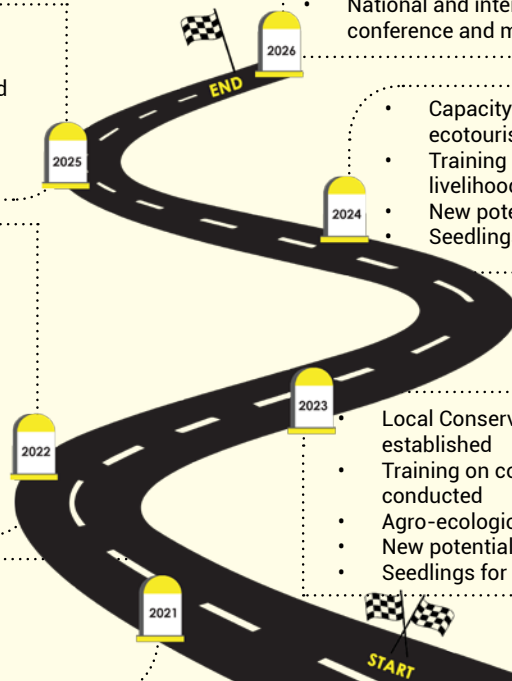 National and inter
conference and m
2026
END
d
Capacity
ecotouris
Training
livelihood
New pote
Seedling
2025
2024
2023
Local Conserv
established
Training on co
conducted
Agro-ecologic
New potential
Seedlings for
2022
2021
START